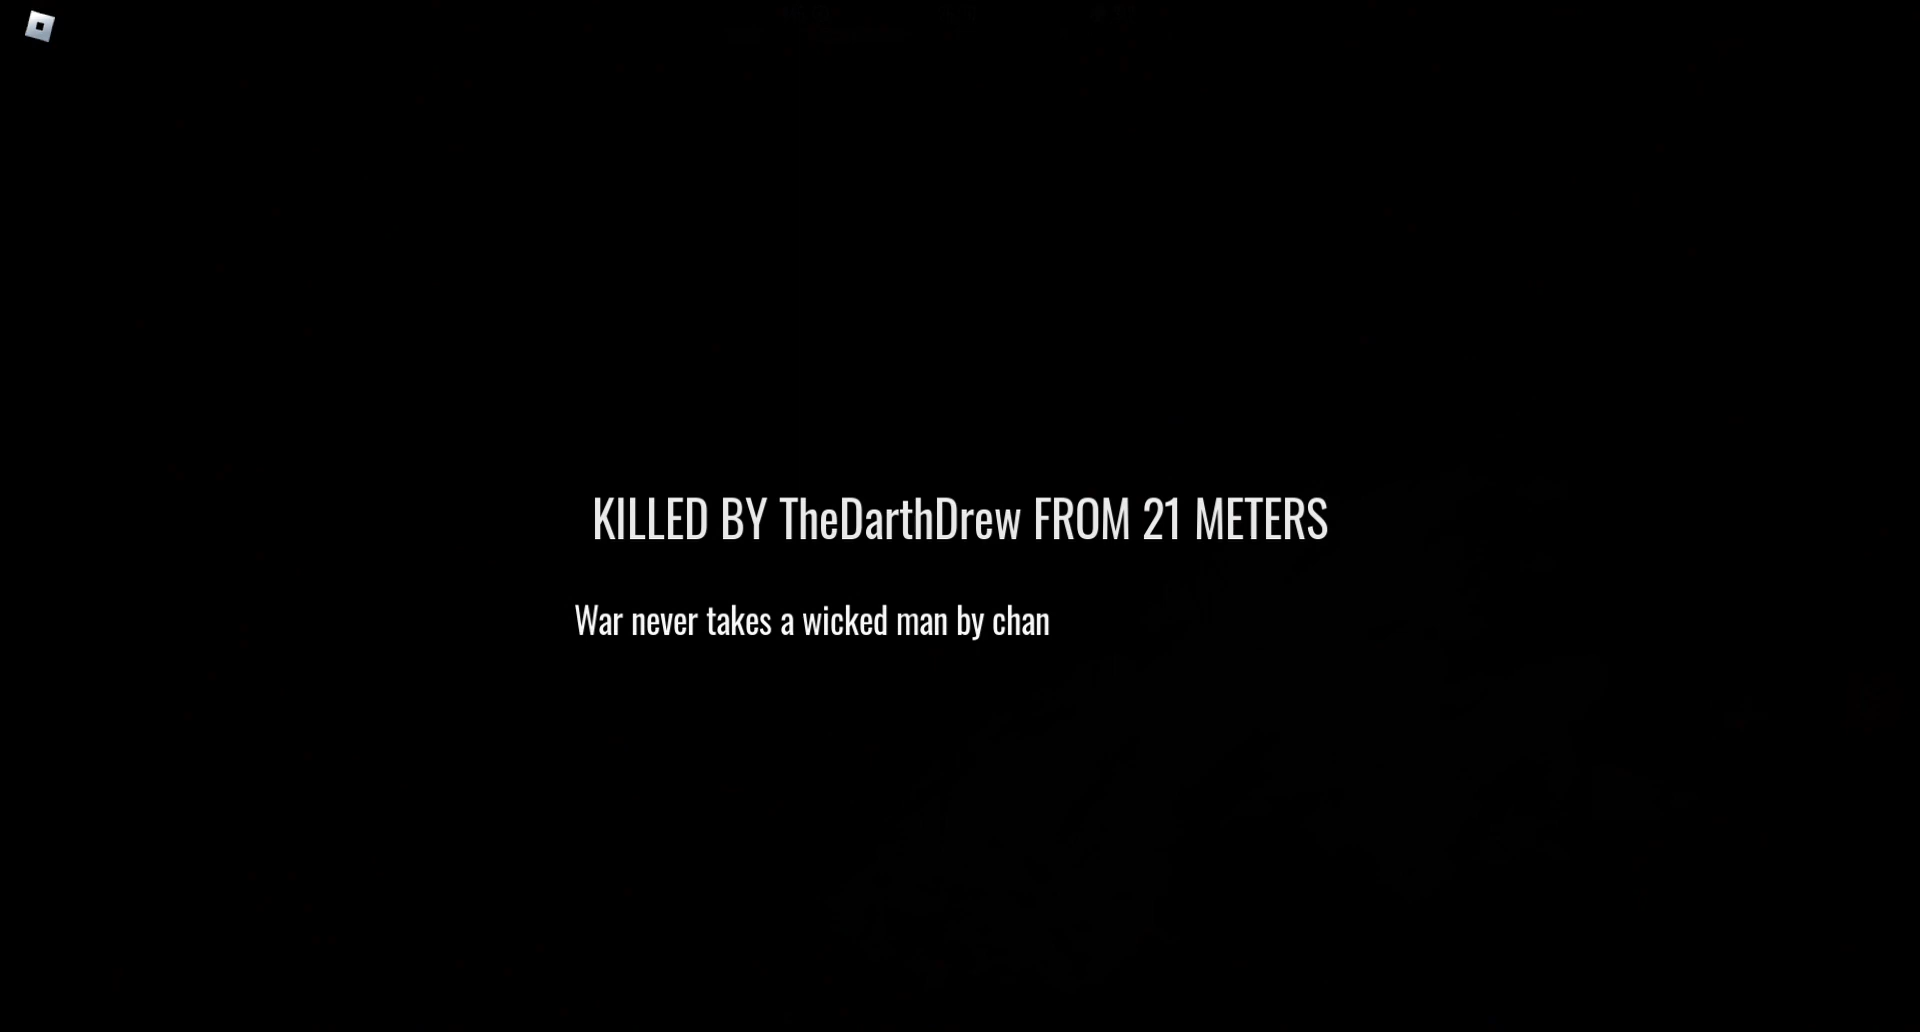 KILLED BY TheDarthDrew FROM 21 METERS
War never takes a wicked man by chan